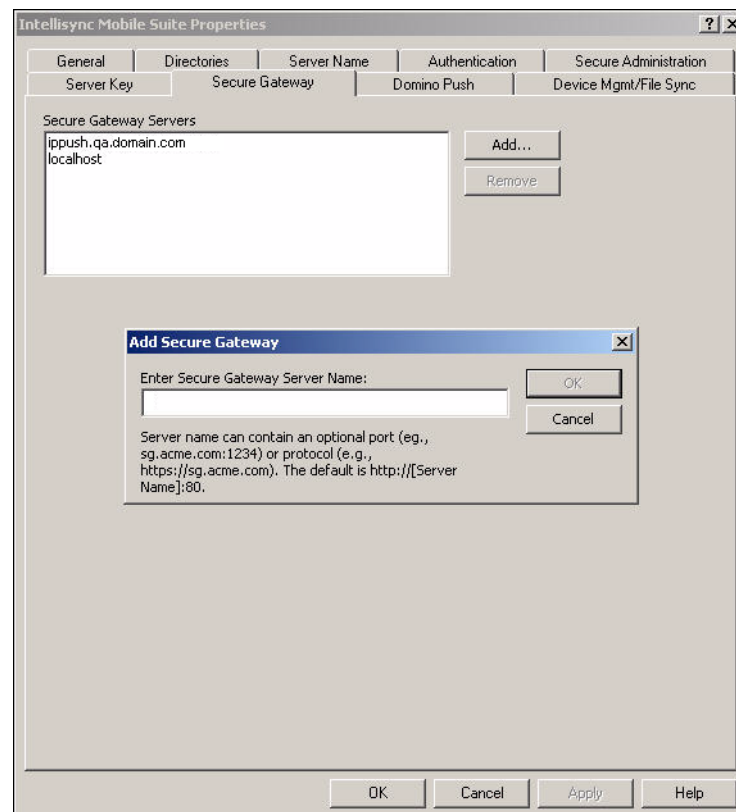 Intellisync Mobile Suite Properties
General Directories Server Name Authentication Secure Administration
Server Key Secure Gateway Domino Push Device Mgmt/File Sync
Secure Gateway Servers
ippush.qa.domain.com
localhost
Add...
Remove
Add Secure Gateway
Enter Secure Gateway Server Name:
OK
Cancel
Server name can contain an optional port (eg.,
sg.acme.com:1234) or protocol (e.g.,
https://sg.acme.com). The default is http://[Server
Name]:80.
OK Cancel Apply Help